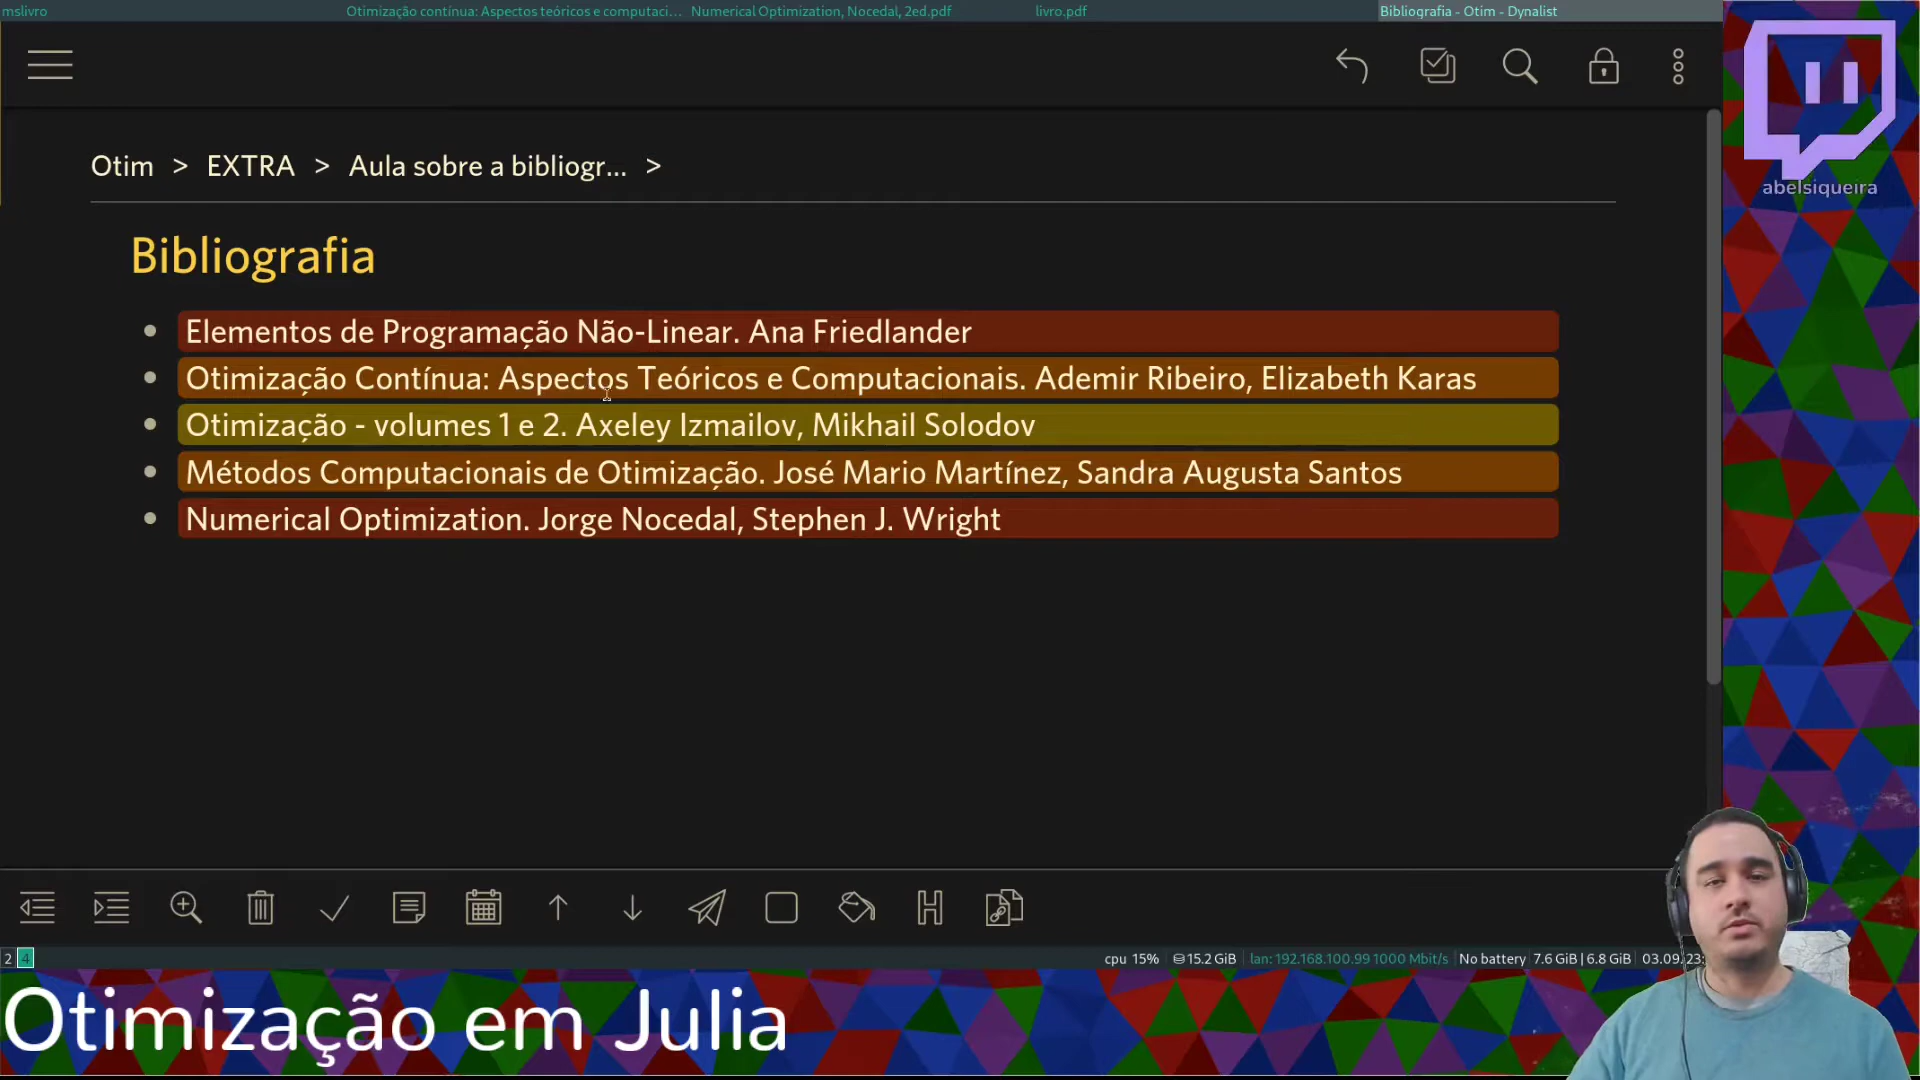 mslivro
Otimização contínua: Aspectos teóricos e computaci...
Numerical Optimization, Nocedal, 2ed.pdf
livro.pdf
Bibliografia - Otim - Dynalist
abelsiqueira
Otim > EXTRA > Aula sobre a bibliogr... >
Bibliografia
Elementos de Programação Não-Linear. Ana Friedlander
Otimização Contínua: Aspectos Teóricos e Computacionais. Ademir Ribeiro, Elizabeth Karas
Otimização - volumes 1 e 2. Axeley Izmailov, Mikhail Solodov
Métodos Computacionais de Otimização. José Mario Martínez, Sandra Augusta Santos
Numerical Optimization. Jorge Nocedal, Stephen J. Wright
2 4
cpu 15% 15.2 GiB lan: 192.168.100.99 1000 Mbit/s No battery 7.6 GiB | 6.8 GiB 03.09.23:
Otimização em Julia